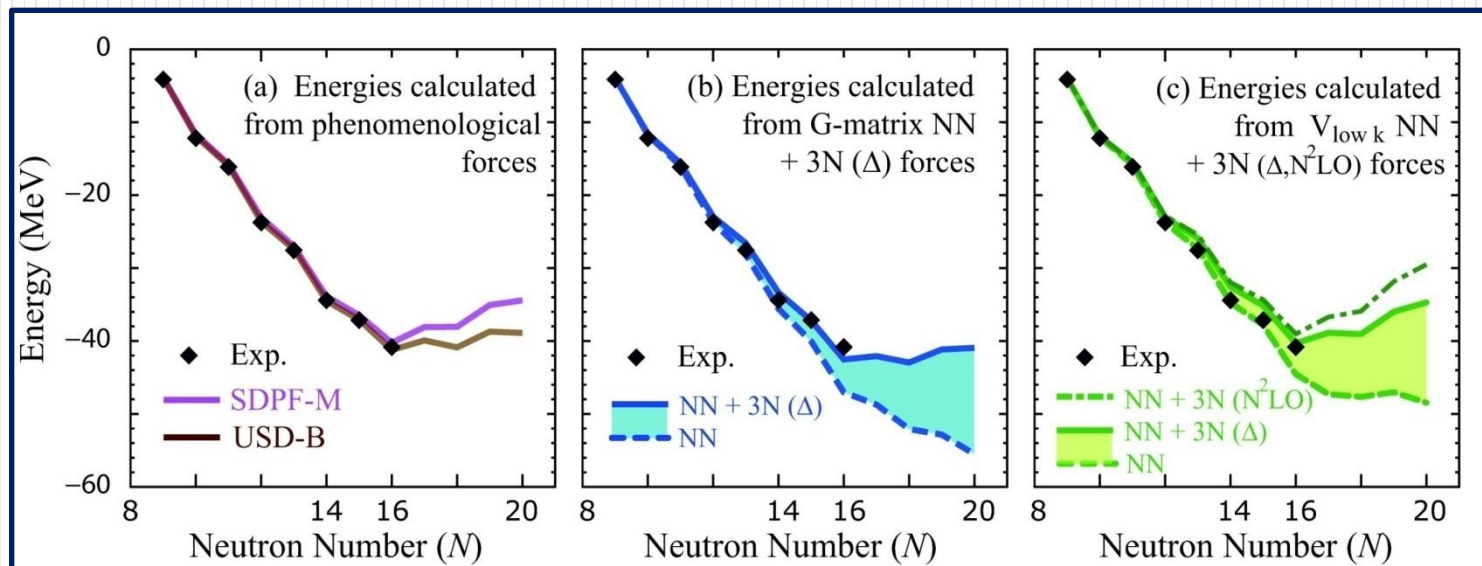 0
−20
−40
−60
Energy (MeV)
(a) Energies calculated
from phenomenological
forces
Exp.
SDPF-M
USD-B
8
14
16
20
Neutron Number (N)
(b) Energies calculated
from G-matrix NN
+ 3N (Δ) forces
Exp.
NN + 3N (Δ)
NN
8
14
16
20
Neutron Number (N)
(c) Energies calculated
from V low k NN
+ 3N (Δ,N²LO) forces
Exp.
NN + 3N (N²LO)
NN + 3N (Δ)
NN
8
14
16
20
Neutron Number (N)